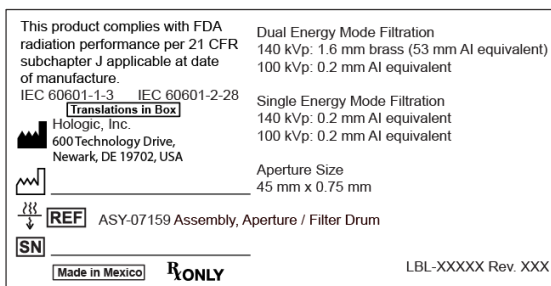 This product complies with FDA
radiation performance per 21 CFR
subchapter J applicable at date
of manufacture.
IEC 60601-1-3 IEC 60601-2-28
Translations in Box
Hologic, Inc.
600 Technology Drive,
Newark, DE 19702, USA
Dual Energy Mode Filtration
140 kVp: 1.6 mm brass (53 mm Al equivalent)
100 kVp: 0.2 mm Al equivalent
Single Energy Mode Filtration
140 kVp: 0.2 mm Al equivalent
100 kVp: 0.2 mm Al equivalent
Aperture Size
45 mm x 0.75 mm
REF ASY-07159 Assembly, Aperture / Filter Drum
SN
Made in Mexico
Rx ONLY
LBL-XXXXX Rev. XXX